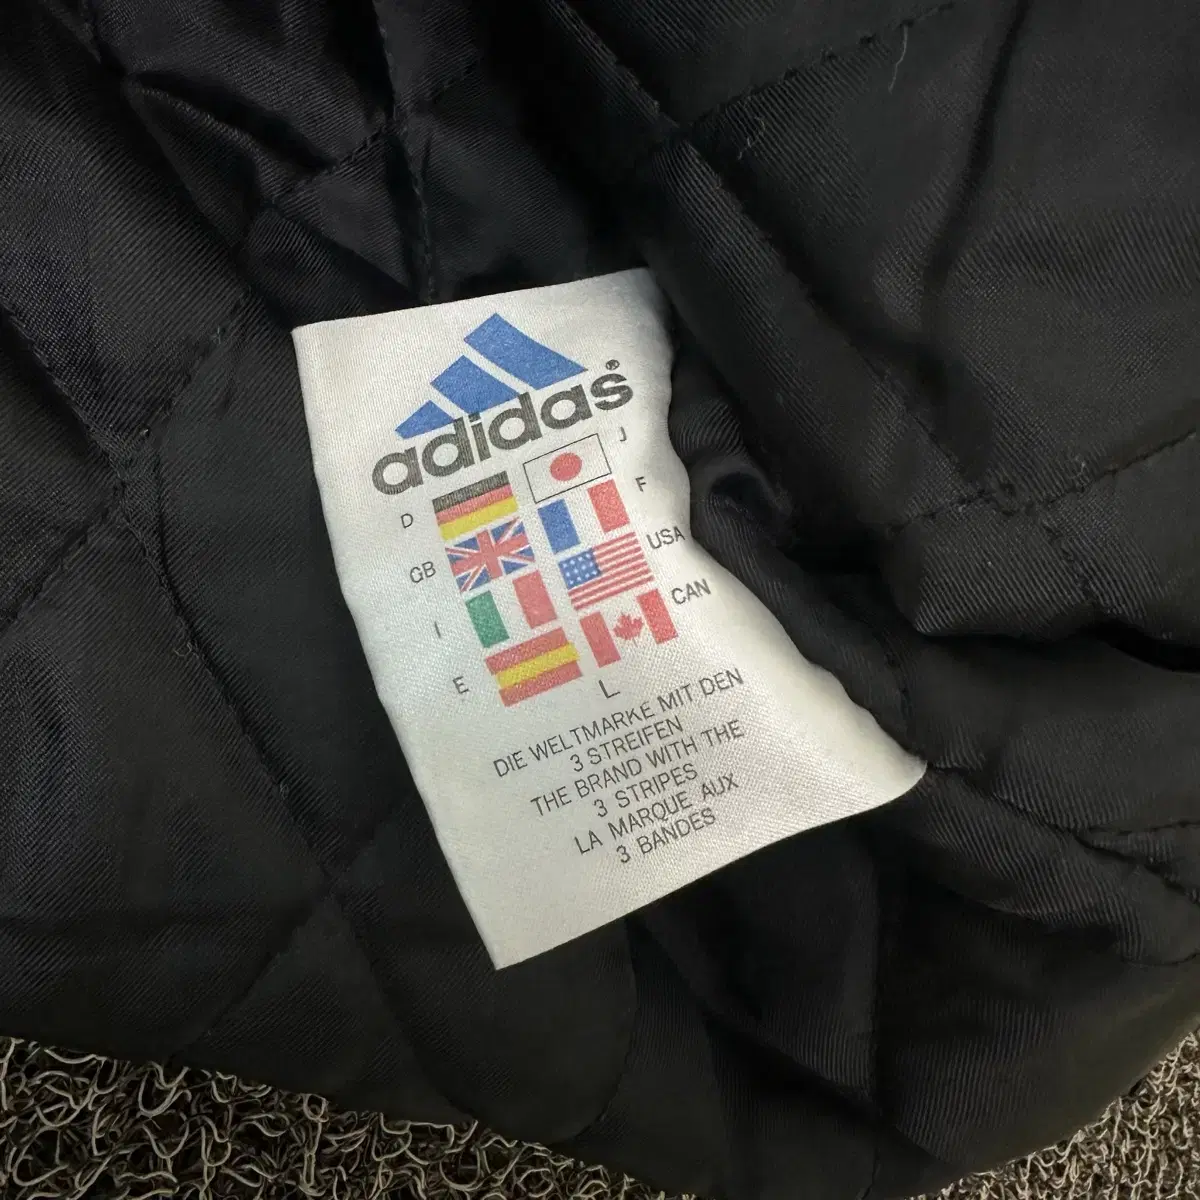 adidas®
J
D
F
GB
USA
I
CAN
E
L
DIE WELTMARKE MIT DEN
3 STREIFEN
THE BRAND WITH THE
3 STRIPES
LA MARQUE AUX
3 BANDES